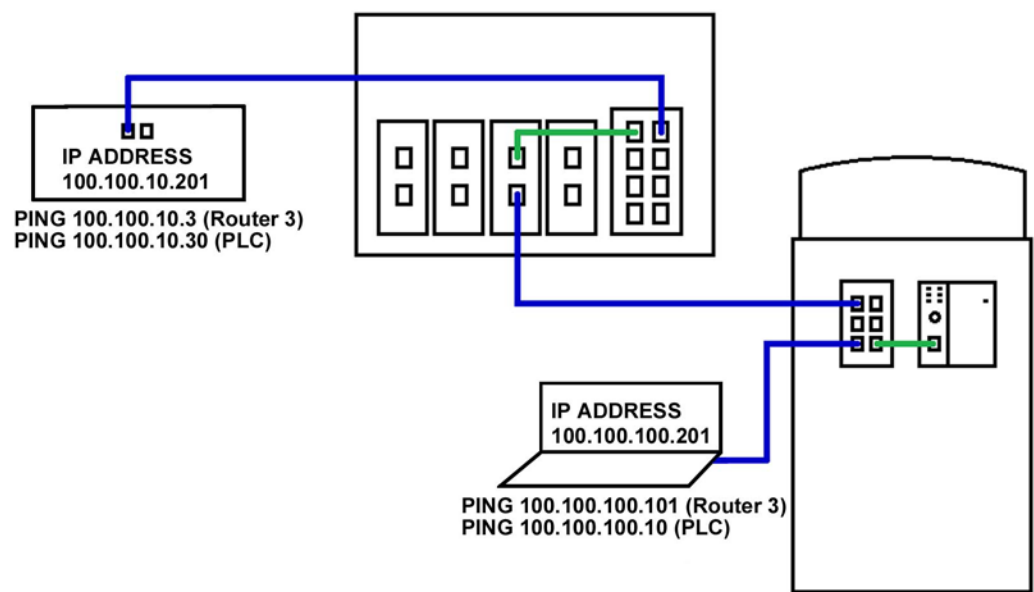 IP ADDRESS
100.100.10.201
PING 100.100.10.3 (Router 3)
PING 100.100.10.30 (PLC)
IP ADDRESS
100.100.100.201
PING 100.100.100.101 (Router 3)
PING 100.100.100.10 (PLC)